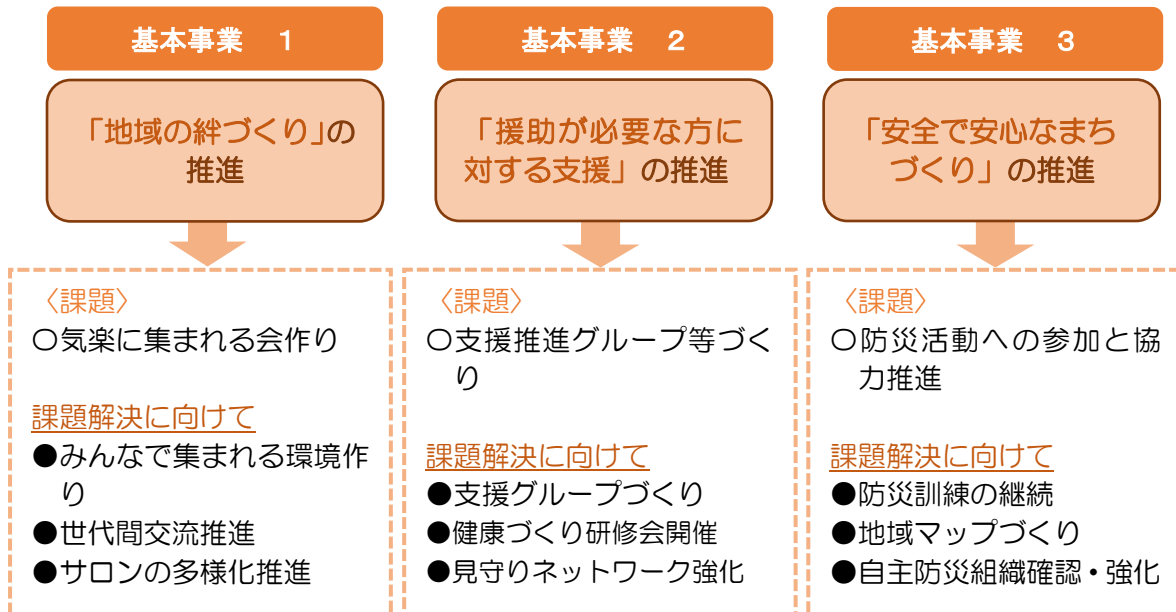 基本事業　1
「地域の絆づくり」の
推進
〈課題〉
〇気楽に集まれる会作り
課題解決に向けて
●みんなで集まれる環境作
り
●世代間交流推進
●サロンの多様化推進
基本事業　2
「援助が必要な方に
対する支援」の推進
〈課題〉
〇支援推進グループ等づく
り
課題解決に向けて
●支援グループづくり
●健康づくり研修会開催
●見守りネットワーク強化
基本事業　3
「安全で安心なまち
づくり」の推進
〈課題〉
〇防災活動への参加と協
力推進
課題解決に向けて
●防災訓練の継続
●地域マップづくり
●自主防災組織確認・強化